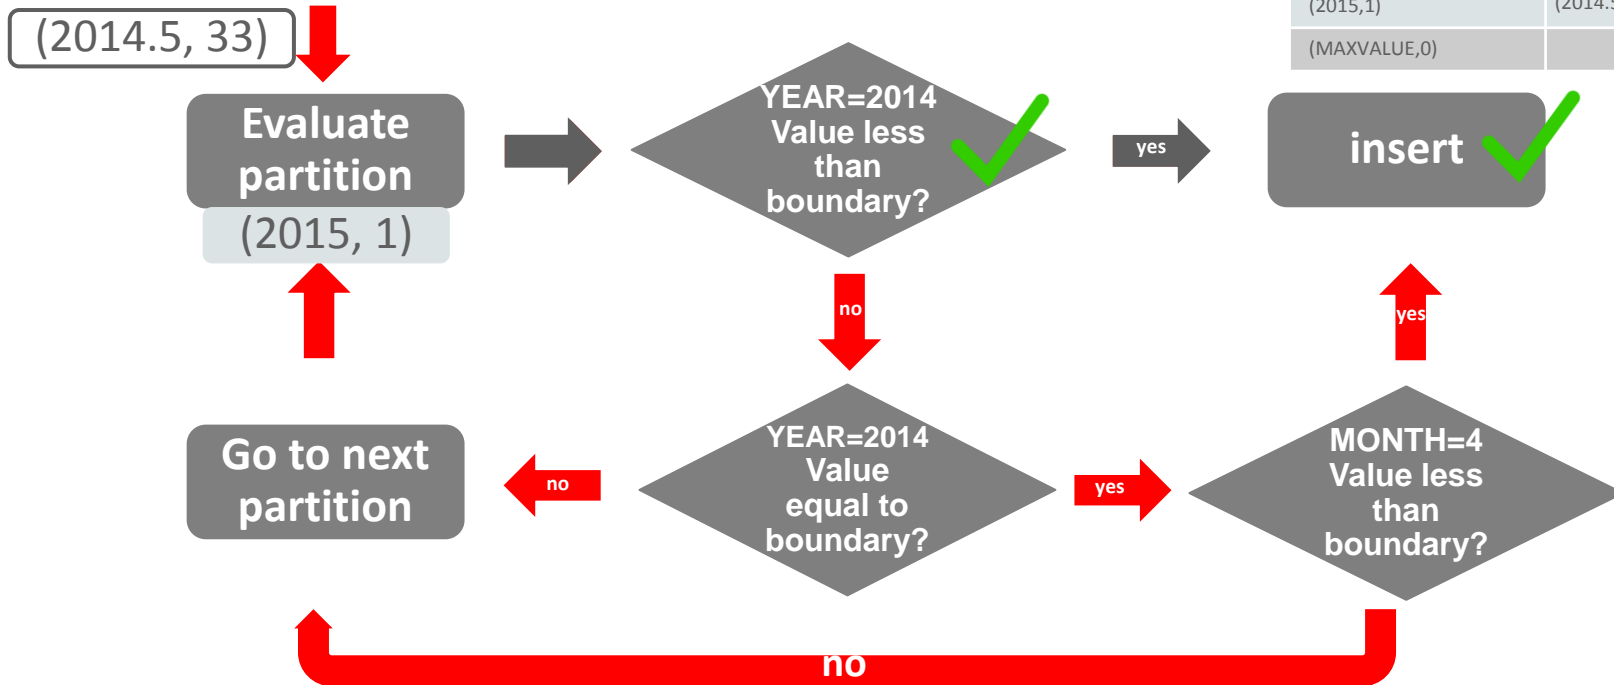 (2014.5, 33)
(2015,1)
(MAXVALUE,0)
Evaluate
partition
(2015, 1)
YEAR=2014
Value less
than
boundary?
yes
insert
no
yes
Go to next
partition
no
YEAR=2014
Value
equal to
boundary?
yes
MONTH=4
Value less
than
boundary?
no